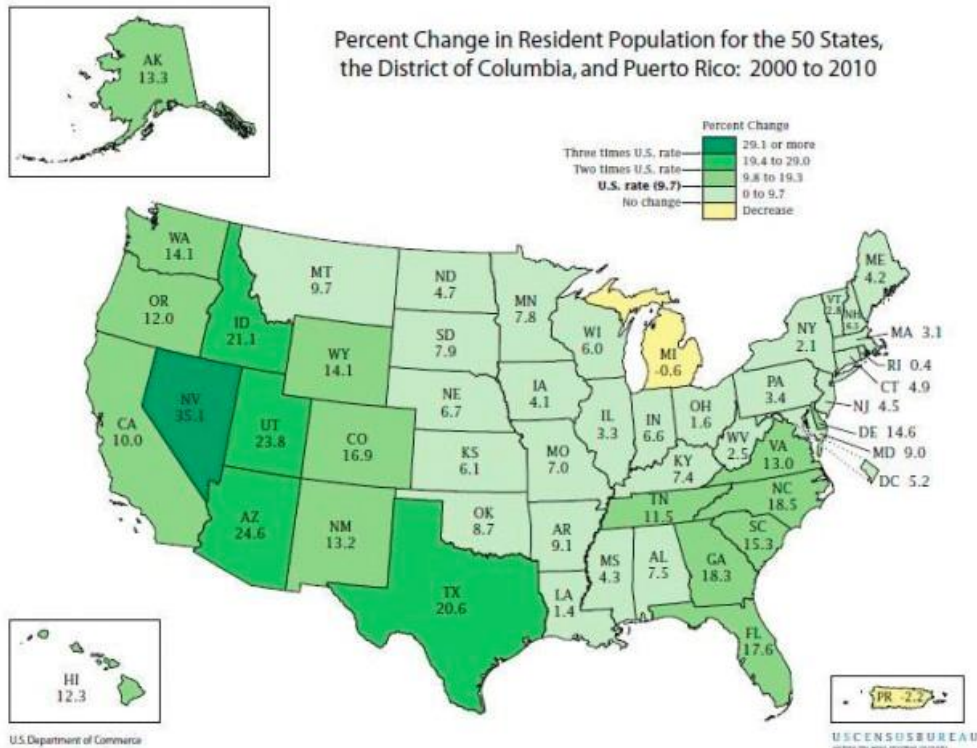 Percent Change in Resident Population for the 50 States,
the District of Columbia, and Puerto Rico: 2000 to 2010
AK
13.3
Percent Change
29.1 or more
Three times U.S. rate
19.4 to 29.0
Two times U.S. rate
9.8 to 19.3
U.S. rate (9.7)
0 to 9.7
No change
Decrease
WA
14.1
OR
12.0
CA
10.0
ID
21.1
NV
35.1
MT
9.7
WY
14.1
UT
23.8
CO
16.9
AZ
24.6
NM
13.2
ND
4.7
SD
7.9
NE
6.7
KS
6.1
OK
8.7
TX
20.6
MN
7.8
IA
4.1
MO
7.0
AR
9.1
LA
1.4
WI
6.0
IL
3.3
MI
-0.6
IN
6.6
OH
1.6
KY
7.4
TN
11.5
MS
4.3
AL
7.5
GA
18.3
FL
17.6
SC
15.3
NC
18.5
VA
13.0
WV
2.5
PA
3.4
NY
2.1
VT
2.8
NH
ME
4.2
MA 3.1
RI 0.4
CT 4.9
NJ 4.5
DE 14.6
MD 9.0
DC 5.2
HI
12.3
PR -2.2
U.S. Department of Commerce
USCENSUSBUREAU